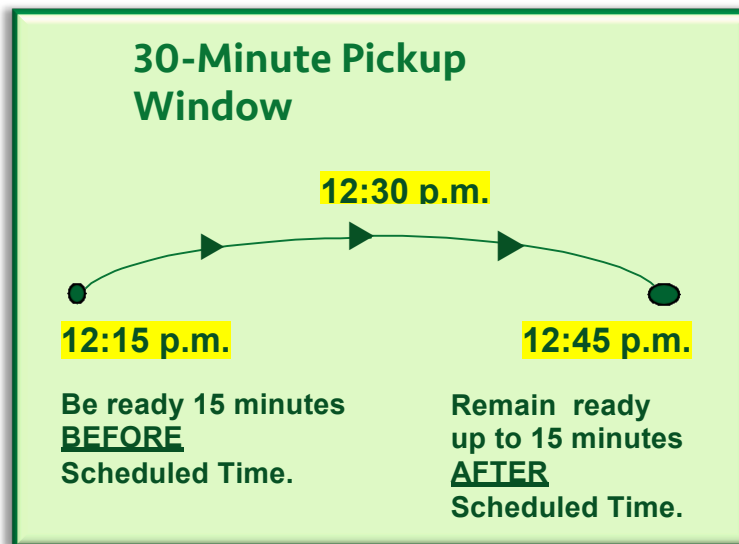 30-Minute Pickup
Window
12:30 p.m.
12:15 p.m.
12:45 p.m.
Be ready 15 minutes
BEFORE
Scheduled Time.
Remain ready
up to 15 minutes
AFTER
Scheduled Time.